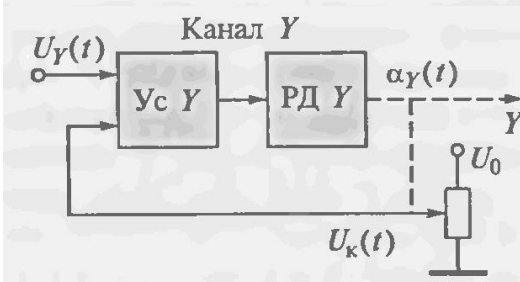 Канал Y
U_Y(t)
Ус Y
РД Y
α_Y(t)
Y
U_0
U_к(t)